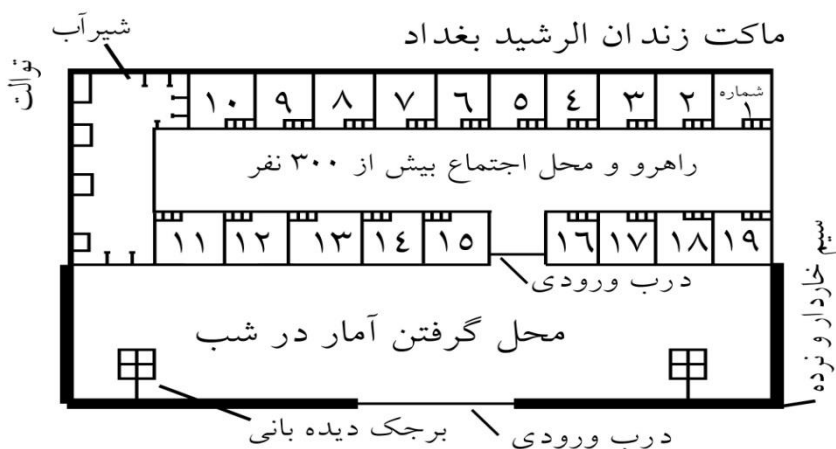 ماکت زندان الرشید بغداد
شیرآب
توالت
شماره
۱
۲
۳
٤
۵
٦
۷
۸
۹
۱۰
راهرو و محل اجتماع بیش از ۳۰۰ نفر
۱۱
۱۲
۱۳
۱٤
۱۵
۱٦
۱۷
۱۸
۱۹
درب ورودی
سیم خاردار و نرده
محل گرفتن آمار در شب
برجک دیده بانی
درب ورودی